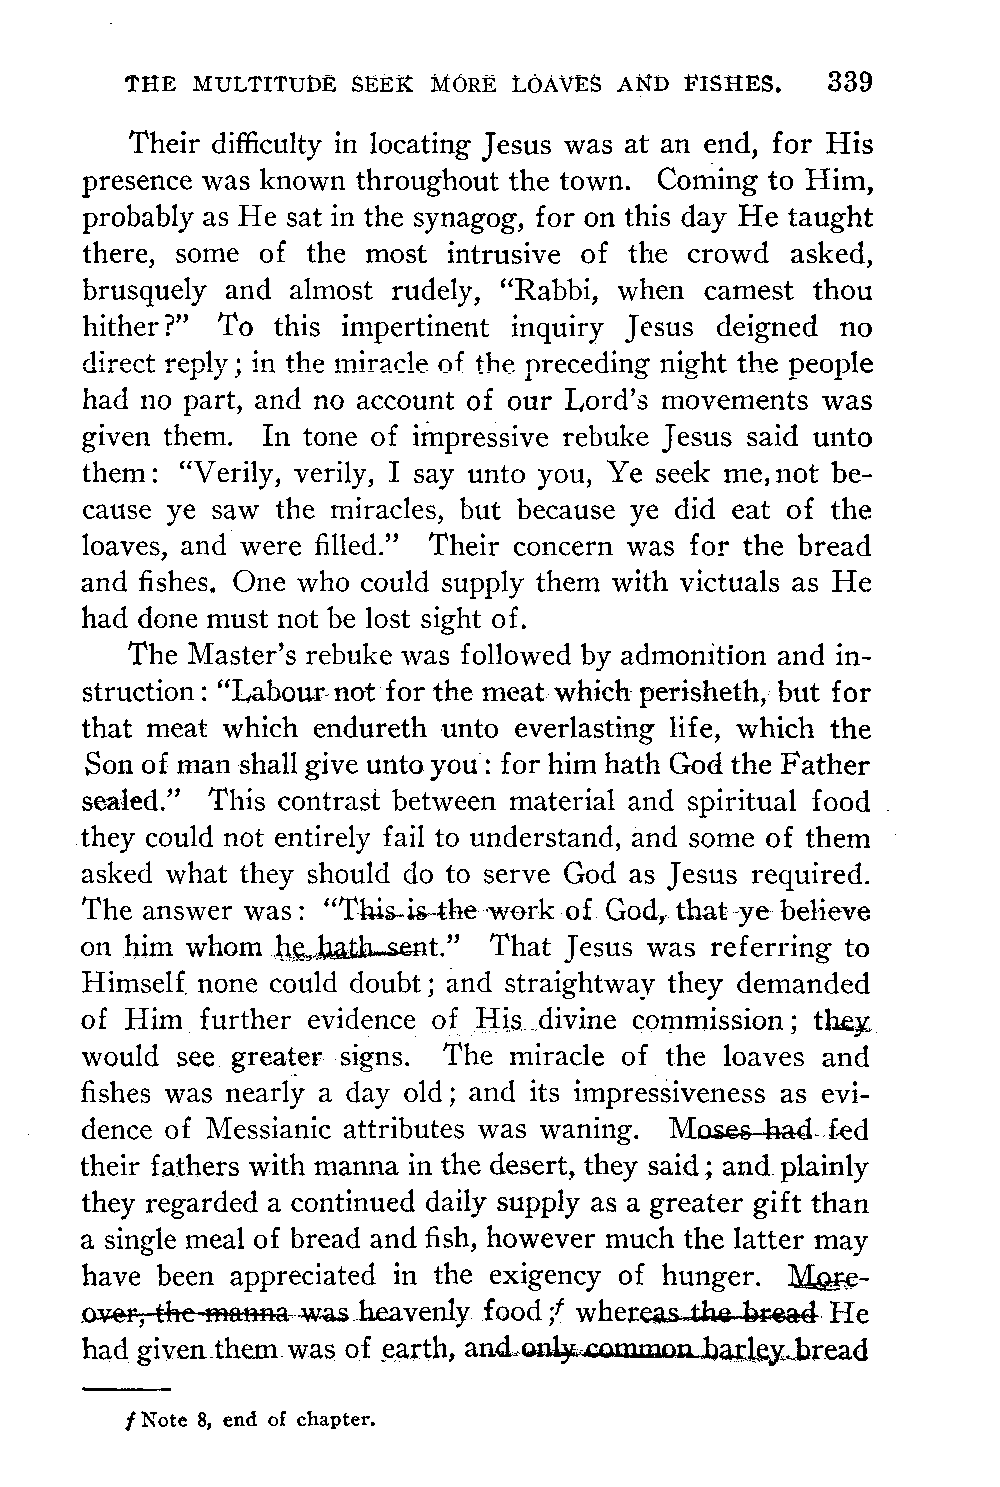 THE MULTITUDE SEEK MORE LOAVES AND FISHES. 339
Their difficulty in locating Jesus was at an end, for His
presence was known throughout the town. Coming to Him,
probably as He sat in the synagog, for on this day He taught
there, some of the most intrusive of the crowd asked,
brusquely and almost rudely, “Rabbi, when camest thou
hither?” To this impertinent inquiry Jesus deigned no
direct reply; in the miracle of the preceding night the people
had no part, and no account of our Lord’s movements was
given them. In tone of impressive rebuke Jesus said unto
them: “Verily, verily, I say unto you, Ye seek me, not be-
cause ye saw the miracles, but because ye did eat of the
loaves, and were filled.” Their concern was for the bread
and fishes. One who could supply them with victuals as He
had done must not be lost sight of.
The Master’s rebuke was followed by admonition and in-
struction: “Labour not for the meat which perisheth, but for
that meat which endureth unto everlasting life, which the
Son of man shall give unto you: for him hath God the Father
sealed.” This contrast between material and spiritual food
they could not entirely fail to understand, and some of them
asked what they should do to serve God as Jesus required.
The answer was: “This is the work of God, that ye believe
on him whom he hath sent.” That Jesus was referring to
Himself none could doubt; and straightway they demanded
of Him further evidence of His divine commission; they
would see greater signs. The miracle of the loaves and
fishes was nearly a day old; and its impressiveness as evi-
dence of Messianic attributes was waning. Moses had fed
their fathers with manna in the desert, they said; and plainly
they regarded a continued daily supply as a greater gift than
a single meal of bread and fish, however much the latter may
have been appreciated in the exigency of hunger. More-
over, the manna was heavenly food;f whereas the bread He
had given them was of earth, and only common barley bread
f Note 8, end of chapter.